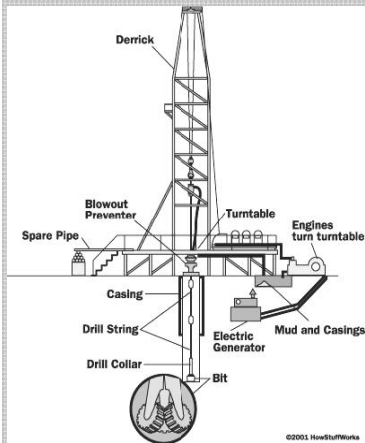 Derrick
Blowout
Preventer
Turntable
Engines
turn turntable
Spare Pipe
Casing
Drill String
Electric
Generator
Mud and Casings
Drill Collar
Bit
©2001 HowStuffWorks